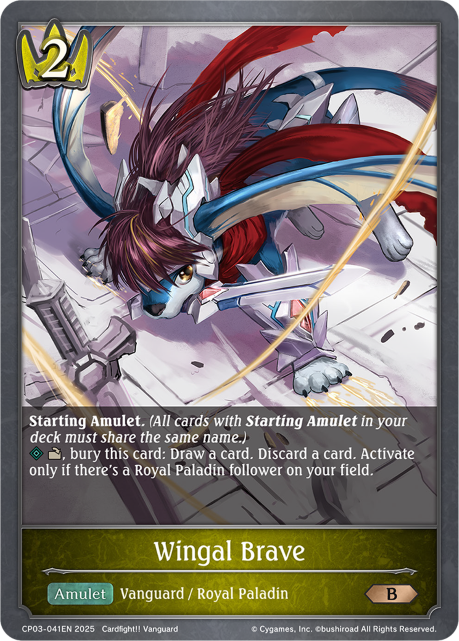 2
Starting Amulet. (All cards with Starting Amulet in your
deck must share the same name.)
, bury this card: Draw a card. Discard a card. Activate
only if there's a Royal Paladin follower on your field.
Wingal Brave
Amulet Vanguard / Royal Paladin B
CP03-041EN 2025 Cardfight!! Vanguard © Cygames, Inc. ©bushiroad All Rights Reserved.